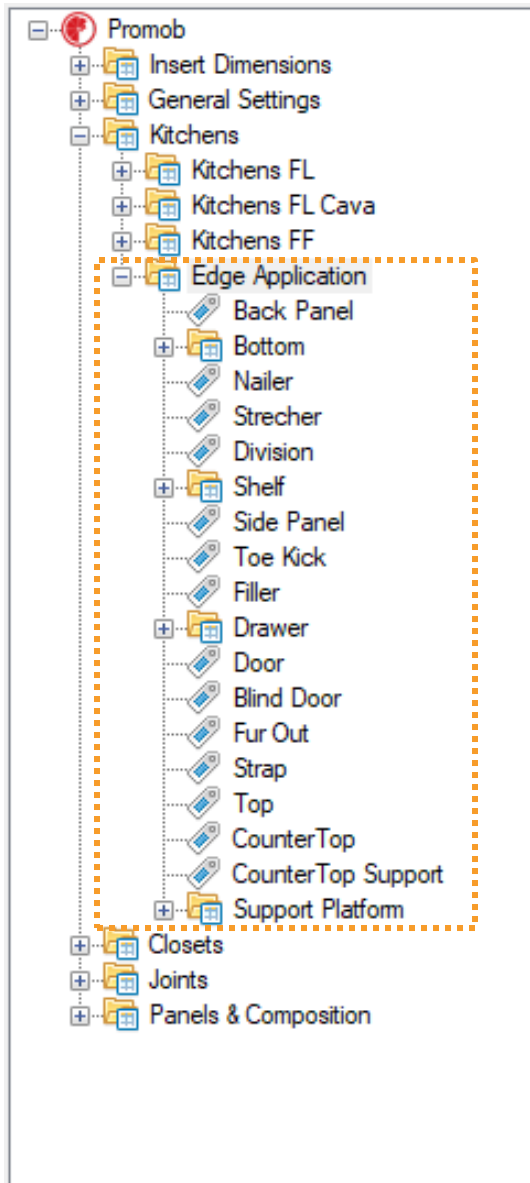 Promob
Insert Dimensions
General Settings
Kitchens
Kitchens FL
Kitchens FL Cava
Kitchens FF
Edge Application
Back Panel
Bottom
Nailer
Strecher
Division
Shelf
Side Panel
Toe Kick
Filler
Drawer
Door
Blind Door
Fur Out
Strap
Top
CounterTop
CounterTop Support
Support Platform
Closets
Joints
Panels & Composition